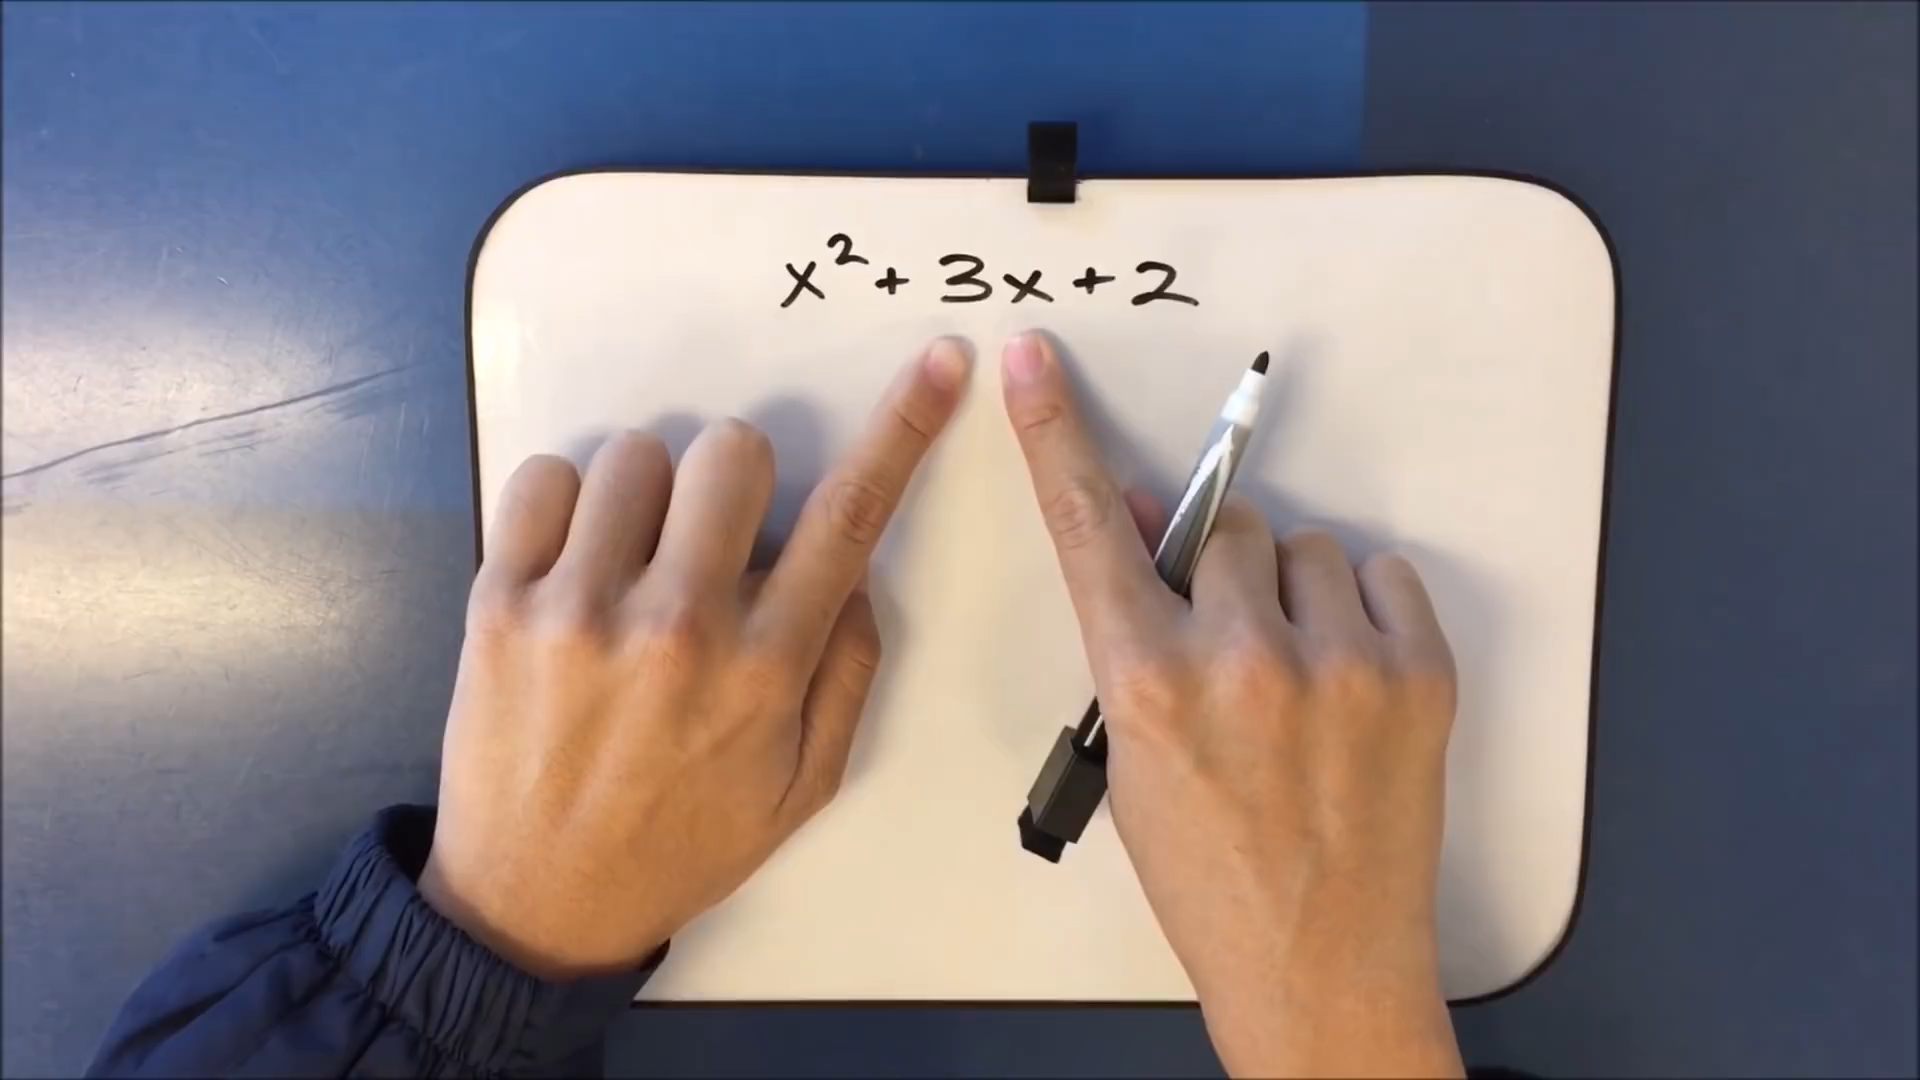 x² + 3x + 2